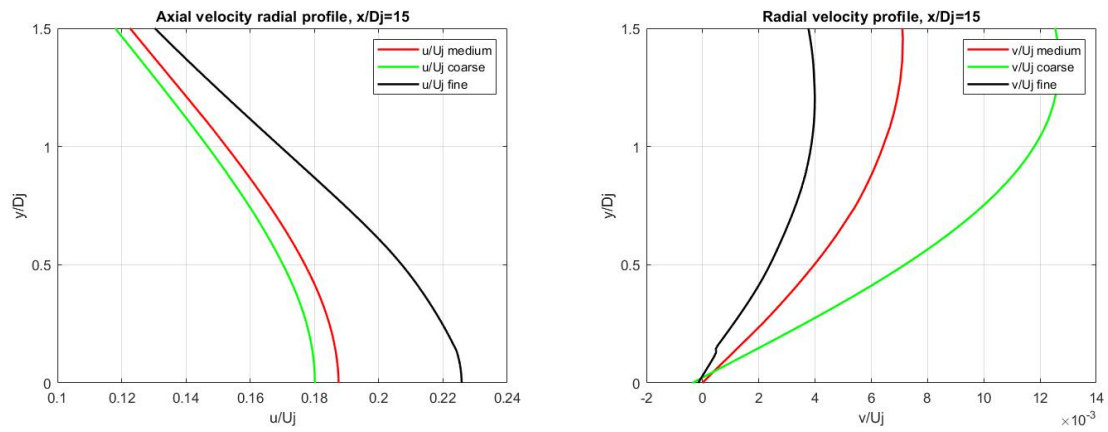 Axial velocity radial profile, x/Dj=15
1.5
1
0.5
0
y/Dj
0.1 0.12 0.14 0.16 0.18 0.2 0.22 0.24
u/Uj
u/Uj medium
u/Uj coarse
u/Uj fine
Radial velocity profile, x/Dj=15
1.5
1
0.5
0
y/Dj
-2 0 2 4 6 8 10 12 14
v/Uj
×10-3
v/Uj medium
v/Uj coarse
v/Uj fine